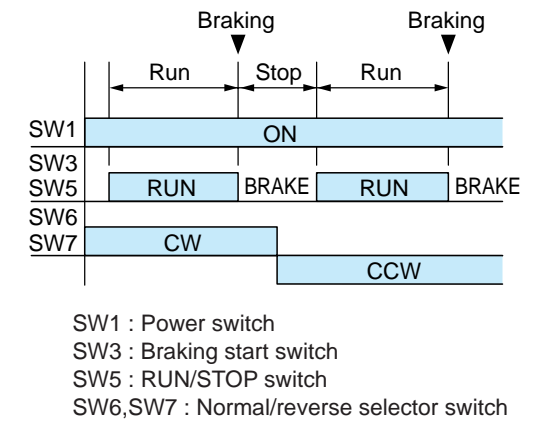 Braking Braking
Run Stop Run
SW1 ON
SW3
SW5 RUN BRAKE RUN BRAKE
SW6
SW7 CW
CCW
SW1 : Power switch
SW3 : Braking start switch
SW5 : RUN/STOP switch
SW6,SW7 : Normal/reverse selector switch